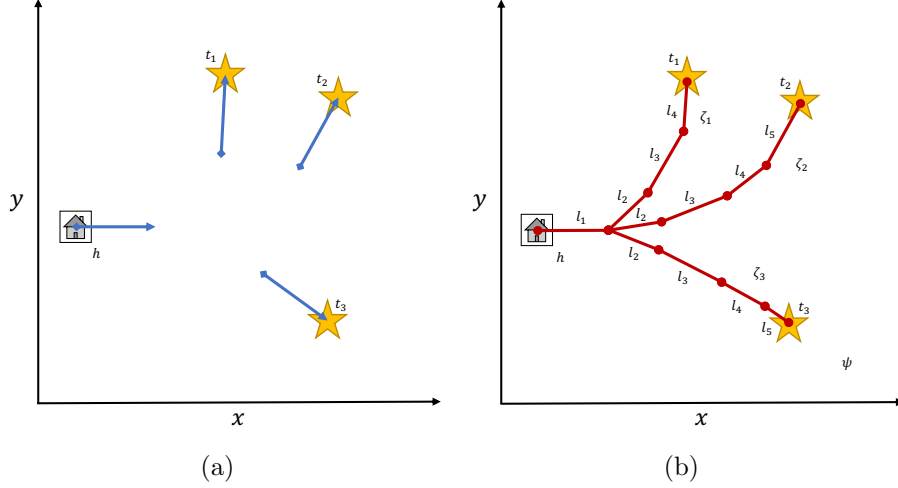 t₁
t₂
y
h
t₃
x
(a)
t₁
t₂
l₄
ζ₁
l₅
l₃
ζ₂
l₄
l₂
l₃
y
l₁
l₂
h
l₂
l₃
ζ₃
l₄
t₃
l₅
ψ
x
(b)